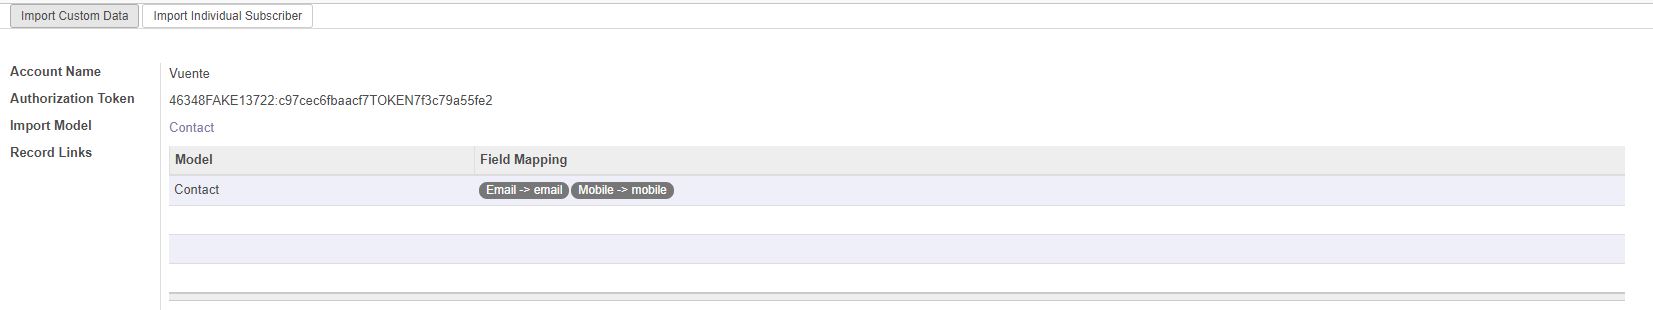 Import Custom Data Import Individual Subscriber
Account Name Vuente
Authorization Token 46348FAKE13722:c97cec6fbaacf7TOKEN7f3c79a55fe2
Import Model Contact
Record Links
Model Field Mapping
Contact Email -> email Mobile -> mobile